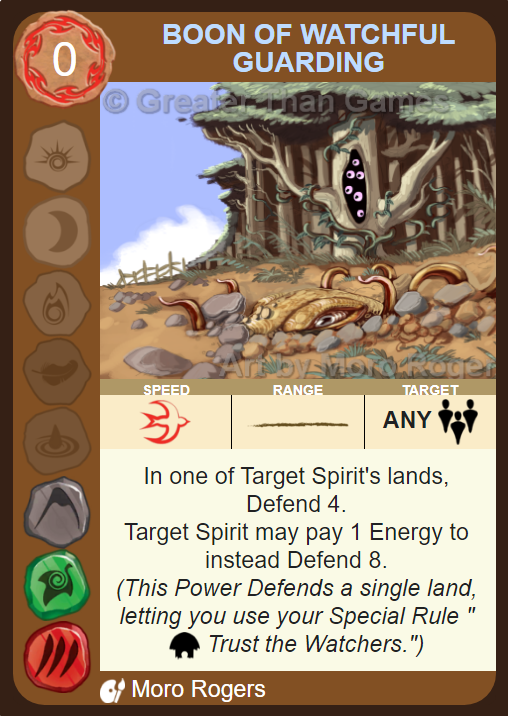 0
BOON OF WATCHFUL
GUARDING
© Greater Than Games
Art by Moro Roger
SPEED RANGE TARGET
ANY
In one of Target Spirit's lands,
Defend 4.
Target Spirit may pay 1 Energy to
instead Defend 8.
(This Power Defends a single land,
letting you use your Special Rule "
Trust the Watchers.")
Moro Rogers